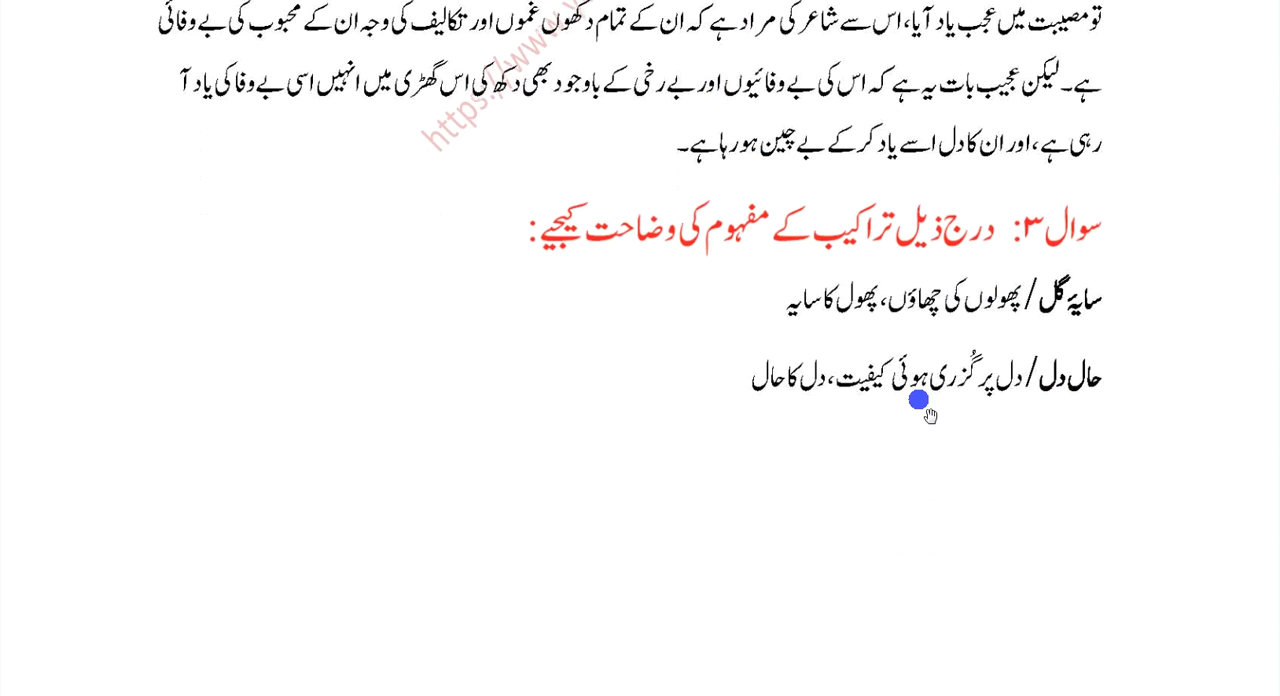 تو مصیبت میں عجب یاد آیا، اس سے شاعر کی مراد ہے کہ ان کے تمام دکھوں غموں اور تکالیف کی وجہ ان کے محبوب کی بے وفائی
ہے۔ لیکن عجیب بات یہ ہے کہ اس کی بے وفائیوں اور بے رخی کے باوجود بھی دکھ کی اس گھڑی میں انہیں اسی بے وفا کی یاد آ
رہی ہے، اور ان کا دل اسے یاد کر کے بے چین ہو رہا ہے۔
https://www.
سوال ۳: درج ذیل تراکیب کے مفہوم کی وضاحت کیجیے:
سایۂ گل / پھولوں کی چھاؤں، پھول کا سایہ
حال دل / دل پر گُزری ہوئی کیفیت، دل کا حال